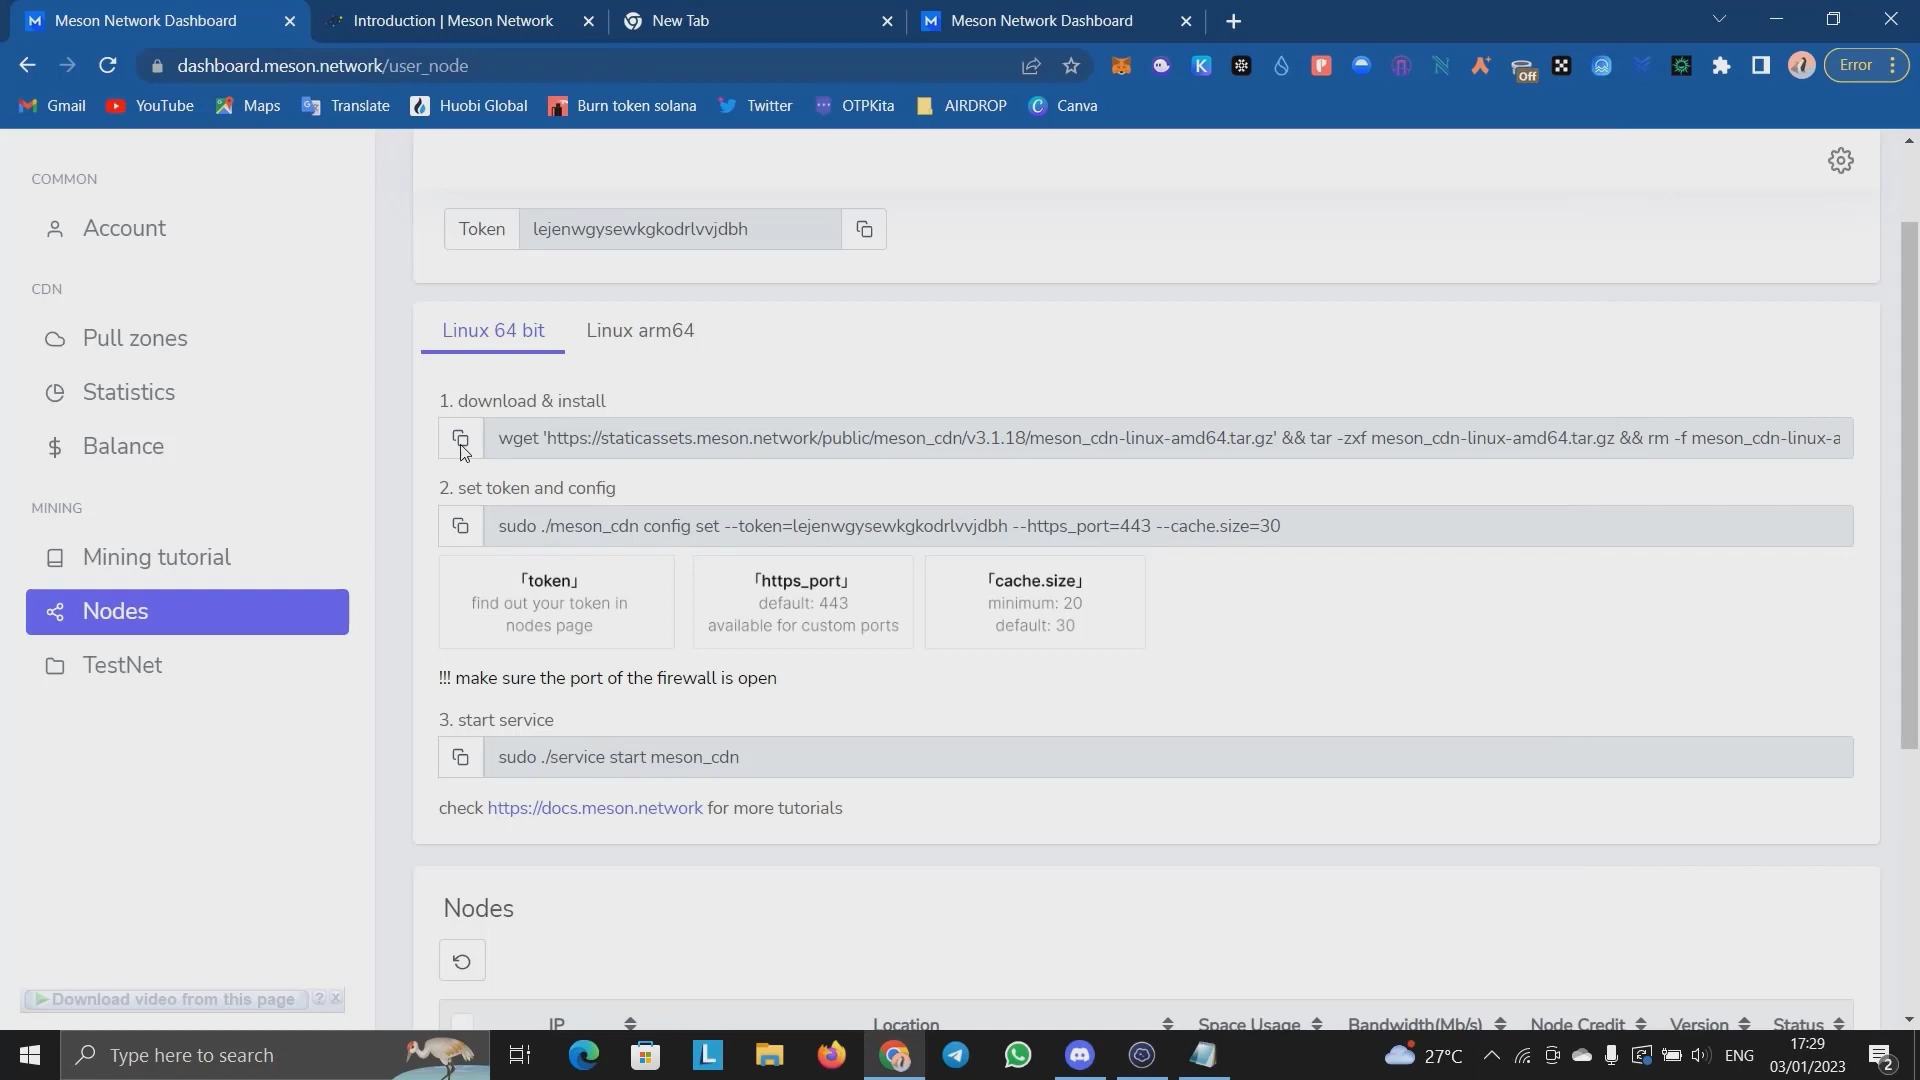 Meson Network Dashboard
Introduction | Meson Network
New Tab
Meson Network Dashboard
dashboard.meson.network/user_node
Off
Error
Gmail
YouTube
Maps
Translate
Huobi Global
Burn token solana
Twitter
OTPKita
AIRDROP
Canva
COMMON
Account
CDN
Pull zones
Statistics
Balance
MINING
Mining tutorial
Nodes
TestNet
Download video from this page
Token
lejenwgysewkgkodrlvvjdbh
Linux 64 bit
Linux arm64
1. download & install
wget 'https://staticassets.meson.network/public/meson_cdn/v3.1.18/meson_cdn-linux-amd64.tar.gz' && tar -zxf meson_cdn-linux-amd64.tar.gz && rm -f meson_cdn-linux-a
2. set token and config
sudo ./meson_cdn config set --token=lejenwgysewkgkodrlvvjdbh --https_port=443 --cache.size=30
「token」
find out your token in
nodes page
「https_port」
default: 443
available for custom ports
「cache.size」
minimum: 20
default: 30
!!! make sure the port of the firewall is open
3. start service
sudo ./service start meson_cdn
check https://docs.meson.network for more tutorials
Nodes
IP
Location
Space Usage
Bandwidth(Mb/s)
Node Credit
Version
Status
Type here to search
27°C
ENG
17:29
03/01/2023
2